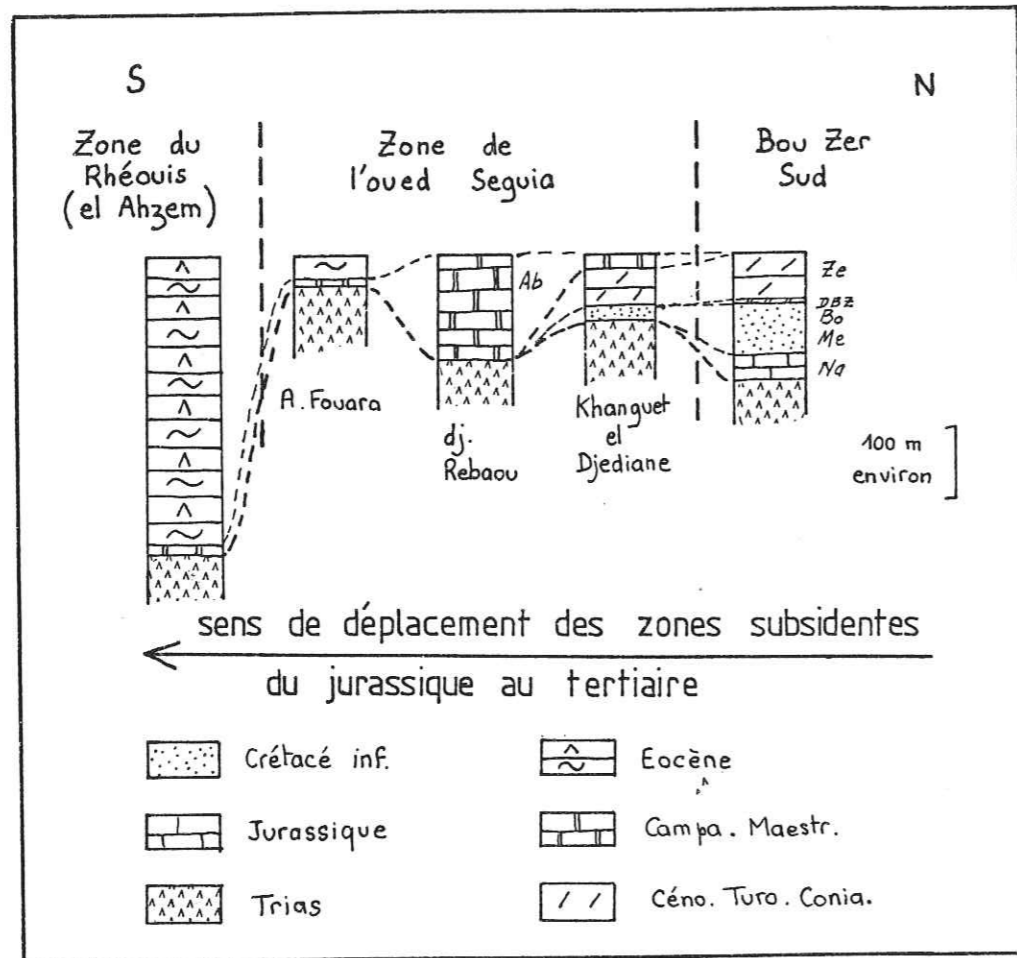 S
N
Zone du
Rhéouis
(el Ahzem)
Zone de
l'oued Seguia
Bou Zer
Sud
Ab
Ze
DBZ
Bo
Me
Na
A. Fouara
dj.
Rebaou
Khanguet
el
Djediane
100 m
environ
sens de déplacement des zones subsidentes
du jurassique au tertiaire
Crétacé inf.
Eocène
Jurassique
Campa. Maestr.
Trias
Céno. Turo. Conia.